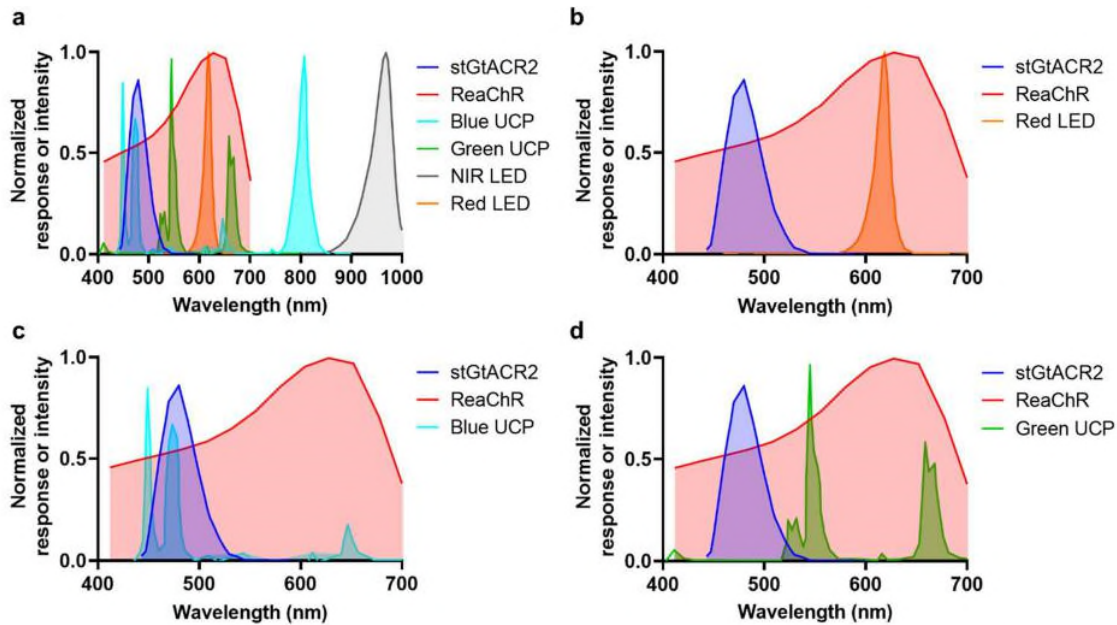 a
Normalized
response or intensity
1.0
0.5
0.0
400 500 600 700 800 900 1000
Wavelength (nm)
stGtACR2
ReaChR
Blue UCP
Green UCP
NIR LED
Red LED
b
Normalized
response or intensity
1.0
0.5
0.0
400 500 600 700
Wavelength (nm)
stGtACR2
ReaChR
Red LED
c
Normalized
response or intensity
1.0
0.5
0.0
400 500 600 700
Wavelength (nm)
stGtACR2
ReaChR
Blue UCP
d
Normalized
response or intensity
1.0
0.5
0.0
400 500 600 700
Wavelength (nm)
stGtACR2
ReaChR
Green UCP